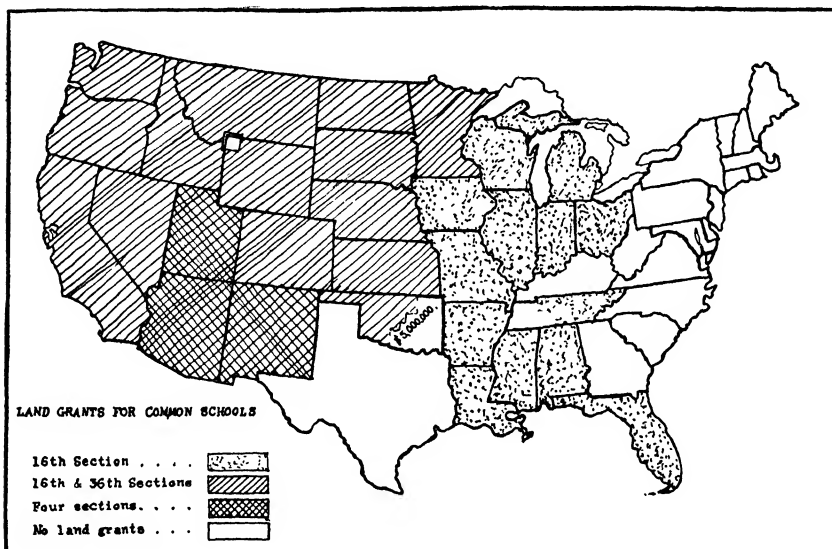 $5,000,000
LAND GRANTS FOR COMMON SCHOOLS
16th Section . . . .
16th & 36th Sections
Four sections. . . .
No land grants . . .